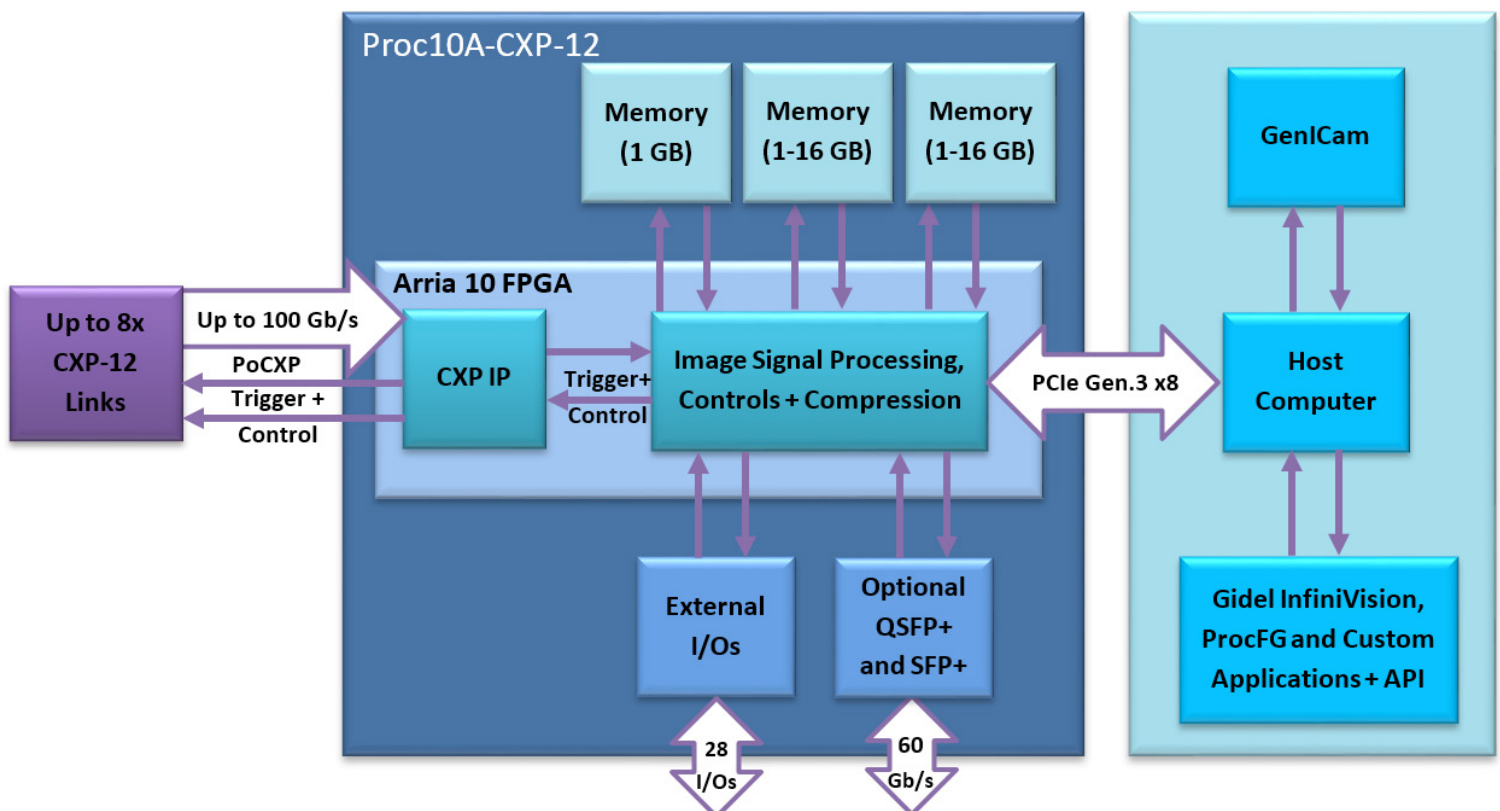 Proc10A-CXP-12
Memory
(1 GB)
Memory
(1-16 GB)
Memory
(1-16 GB)
GenICam
Arria 10 FPGA
Up to 8x
CXP-12
Links
Up to 100 Gb/s
PoCXP
Trigger +
Control
CXP IP
Trigger+
Control
Image Signal Processing,
Controls + Compression
PCIe Gen.3 x8
Host
Computer
External
I/Os
Optional
QSFP+
and SFP+
Gidel InfiniVision,
ProcFG and Custom
Applications + API
28
I/Os
60
Gb/s